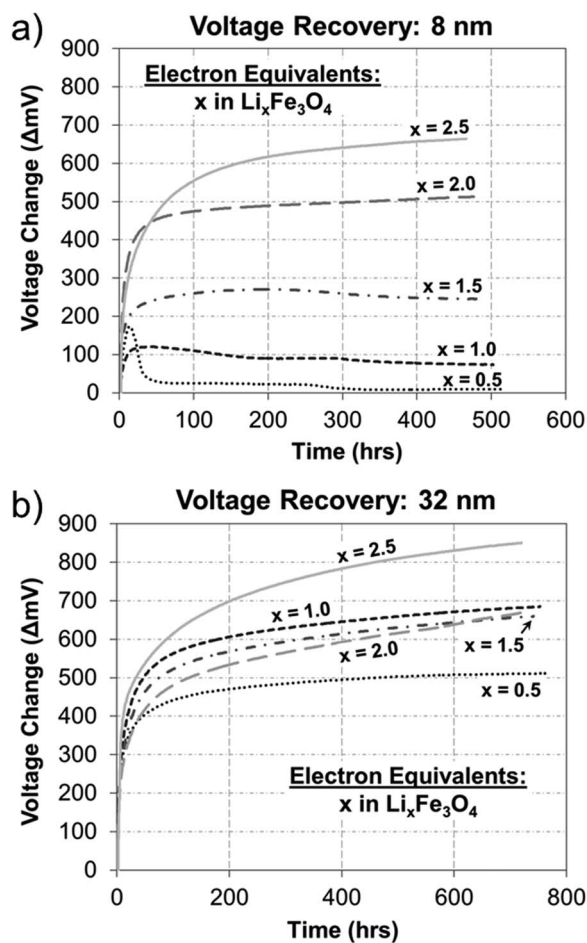 a)
Voltage Recovery: 8 nm
Voltage Change (ΔmV)
900
800
700
600
500
400
300
200
100
0
Electron Equivalents:
x in LiₓFe₃O₄
x = 2.5
x = 2.0
x = 1.5
x = 1.0
x = 0.5
0 100 200 300 400 500 600
Time (hrs)
b)
Voltage Recovery: 32 nm
Voltage Change (ΔmV)
900
800
700
600
500
400
300
200
100
0
x = 2.5
x = 1.0
x = 2.0
x = 1.5
x = 0.5
Electron Equivalents:
x in LiₓFe₃O₄
0 200 400 600 800
Time (hrs)